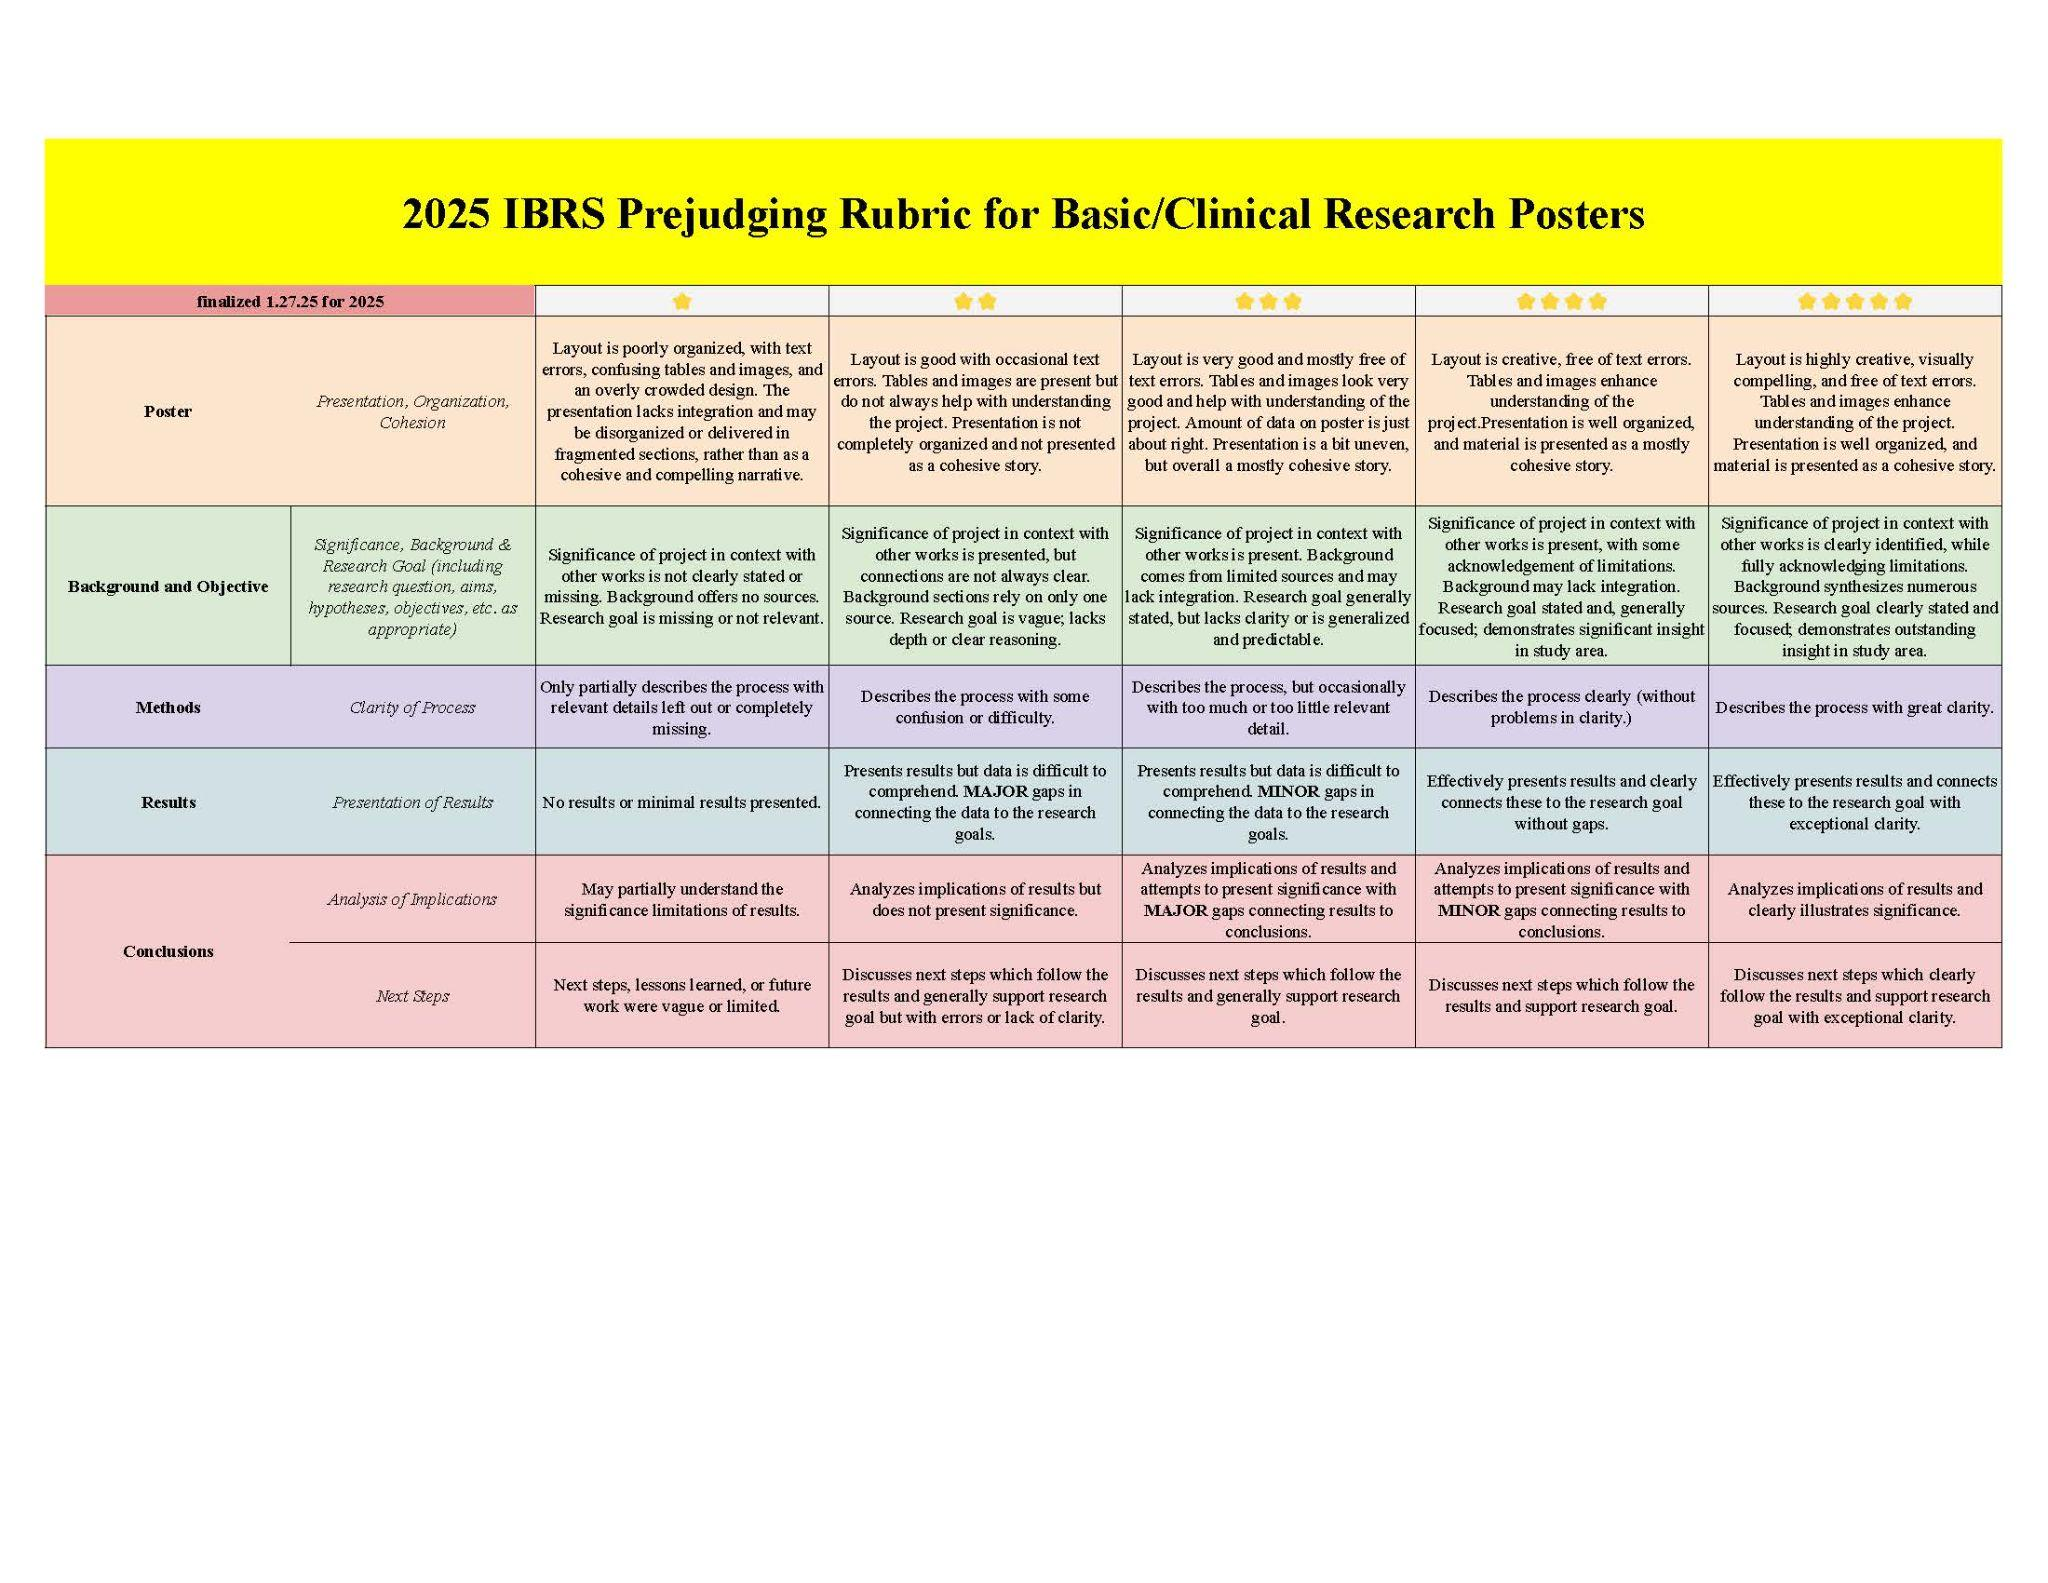 2025 IBRS Prejudging Rubric for Basic/Clinical Research Posters
finalized 1.27.25 for 2025
Poster
Presentation, Organization,
Cohesion
Layout is poorly organized, with text
errors, confusing tables and images, and
an overly crowded design. The
presentation lacks integration and may
be disorganized or delivered in
fragmented sections, rather than as a
cohesive and compelling narrative.
Layout is good with occasional text
errors. Tables and images are present but
do not always help with understanding
the project. Presentation is not
completely organized and not presented
as a cohesive story.
Layout is very good and mostly free of
text errors. Tables and images look very
good and help with understanding of the
project. Amount of data on poster is just
about right. Presentation is a bit uneven,
but overall a mostly cohesive story.
Layout is creative, free of text errors.
Tables and images enhance
understanding of the
project.Presentation is well organized,
and material is presented as a mostly
cohesive story.
Layout is highly creative, visually
compelling, and free of text errors.
Tables and images enhance
understanding of the project.
Presentation is well organized, and
material is presented as a cohesive story.
Background and Objective
Significance, Background &
Research Goal (including
research question, aims,
hypotheses, objectives, etc. as
appropriate)
Significance of project in context with
other works is not clearly stated or
missing. Background offers no sources.
Research goal is missing or not relevant.
Significance of project in context with
other works is presented, but
connections are not always clear.
Background sections rely on only one
source. Research goal is vague; lacks
depth or clear reasoning.
Significance of project in context with
other works is present. Background
comes from limited sources and may
lack integration. Research goal generally
stated, but lacks clarity or is generalized
and predictable.
Significance of project in context with
other works is present, with some
acknowledgement of limitations.
Background may lack integration.
Research goal stated and, generally
focused; demonstrates significant insight
in study area.
Significance of project in context with
other works is clearly identified, while
fully acknowledging limitations.
Background synthesizes numerous
sources. Research goal clearly stated and
focused; demonstrates outstanding
insight in study area.
Methods
Clarity of Process
Only partially describes the process with
relevant details left out or completely
missing.
Describes the process with some
confusion or difficulty.
Describes the process, but occasionally
with too much or too little relevant
detail.
Describes the process clearly (without
problems in clarity.)
Describes the process with great clarity.
Results
Presentation of Results
No results or minimal results presented.
Presents results but data is difficult to
comprehend. MAJOR gaps in
connecting the data to the research
goals.
Presents results but data is difficult to
comprehend. MINOR gaps in
connecting the data to the research
goals.
Effectively presents results and clearly
connects these to the research goal
without gaps.
Effectively presents results and connects
these to the research goal with
exceptional clarity.
Conclusions
Analysis of Implications
May partially understand the
significance limitations of results.
Analyzes implications of results but
does not present significance.
Analyzes implications of results and
attempts to present significance with
MAJOR gaps connecting results to
conclusions.
Analyzes implications of results and
attempts to present significance with
MINOR gaps connecting results to
conclusions.
Analyzes implications of results and
clearly illustrates significance.
Next Steps
Next steps, lessons learned, or future
work were vague or limited.
Discusses next steps which follow the
results and generally support research
goal but with errors or lack of clarity.
Discusses next steps which follow the
results and generally support research
goal.
Discusses next steps which follow the
results and support research goal.
Discusses next steps which clearly
follow the results and support research
goal with exceptional clarity.